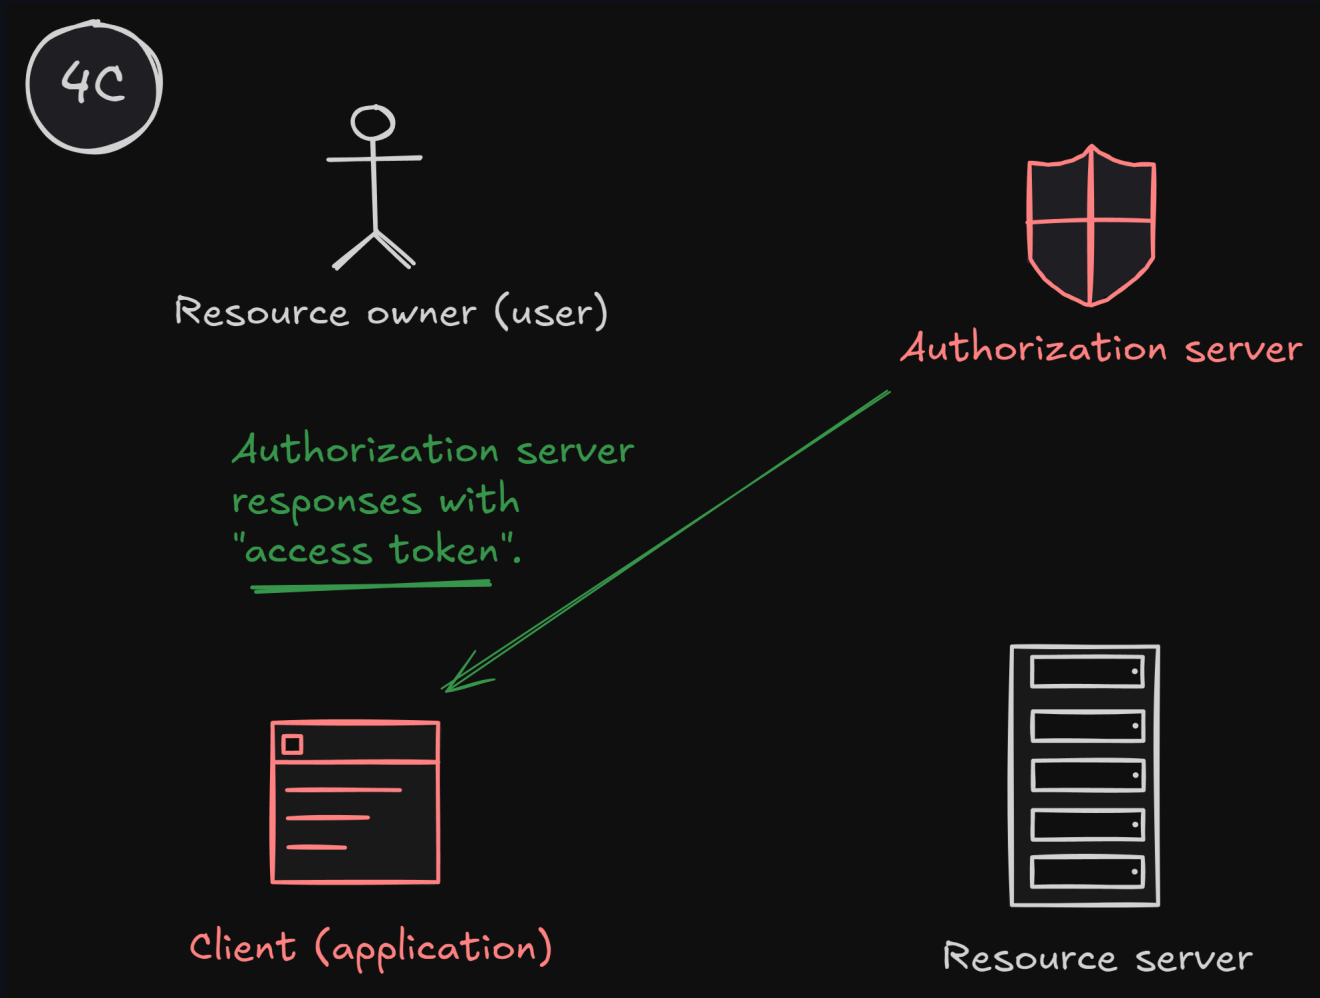 4C
Resource owner (user)
Authorization server
Authorization server
responses with
"access token".
Client (application)
Resource server